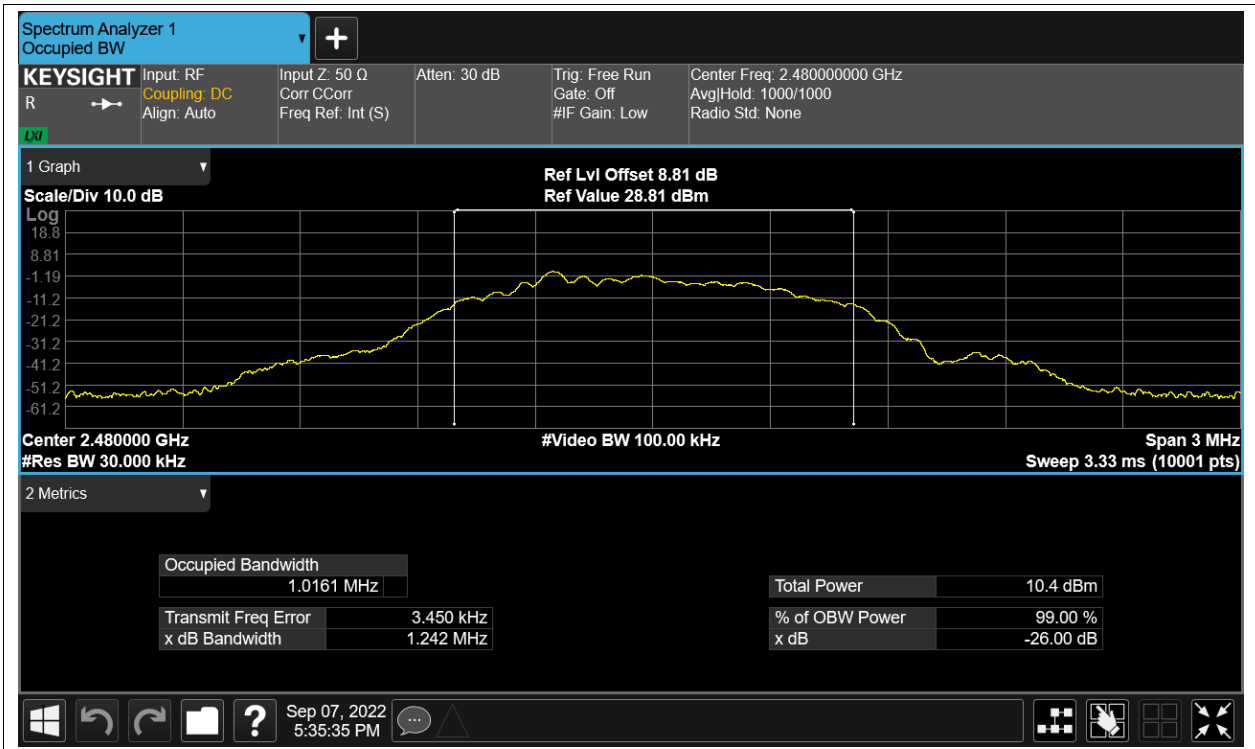 Spectrum Analyzer 1
Occupied BW
KEYSIGHT
R
LXI
Input: RF
Coupling: DC
Align: Auto
Input Z: 50 Ω
Corr CCorr
Freq Ref: Int (S)
Atten: 30 dB
Trig: Free Run
Gate: Off
#IF Gain: Low
Center Freq: 2.480000000 GHz
Avg|Hold: 1000/1000
Radio Std: None
1 Graph
Scale/Div 10.0 dB
Ref Lvl Offset 8.81 dB
Ref Value 28.81 dBm
Log
18.8
8.81
-1.19
-11.2
-21.2
-31.2
-41.2
-51.2
-61.2
Center 2.480000 GHz
#Res BW 30.000 kHz
#Video BW 100.00 kHz
Span 3 MHz
Sweep 3.33 ms (10001 pts)
2 Metrics
Occupied Bandwidth
1.0161 MHz
Transmit Freq Error 3.450 kHz
x dB Bandwidth 1.242 MHz
Total Power 10.4 dBm
% of OBW Power 99.00 %
x dB -26.00 dB
?
Sep 07, 2022
5:35:35 PM